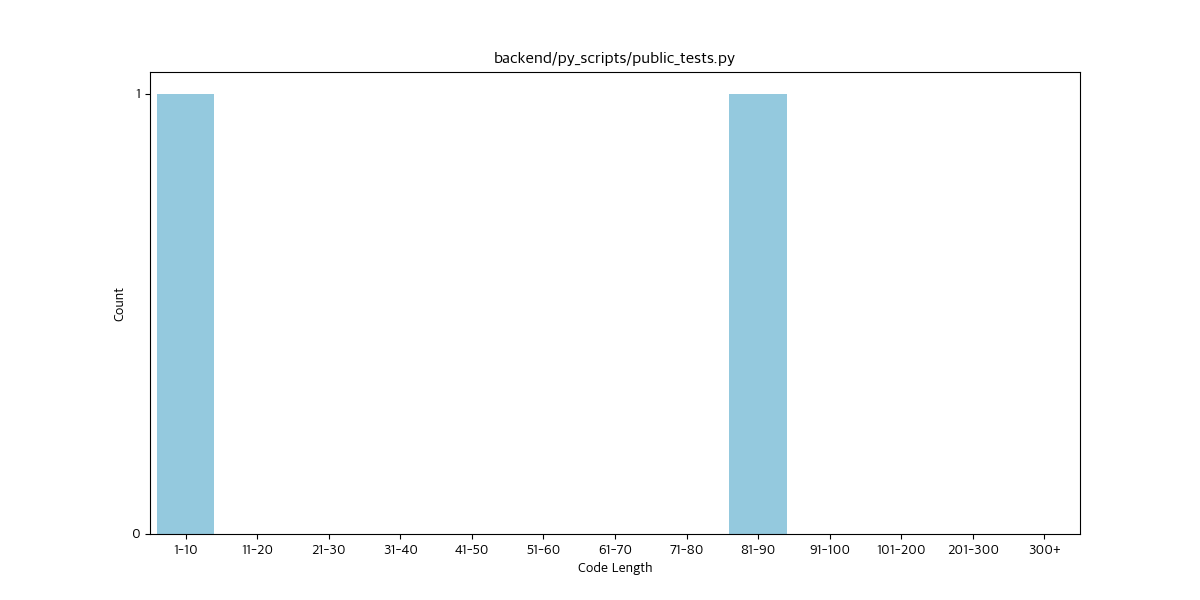 backend/py_scripts/public_tests.py
1
Count
0
1-10 11-20 21-30 31-40 41-50 51-60 61-70 71-80 81-90 91-100 101-200 201-300 300+
Code Length